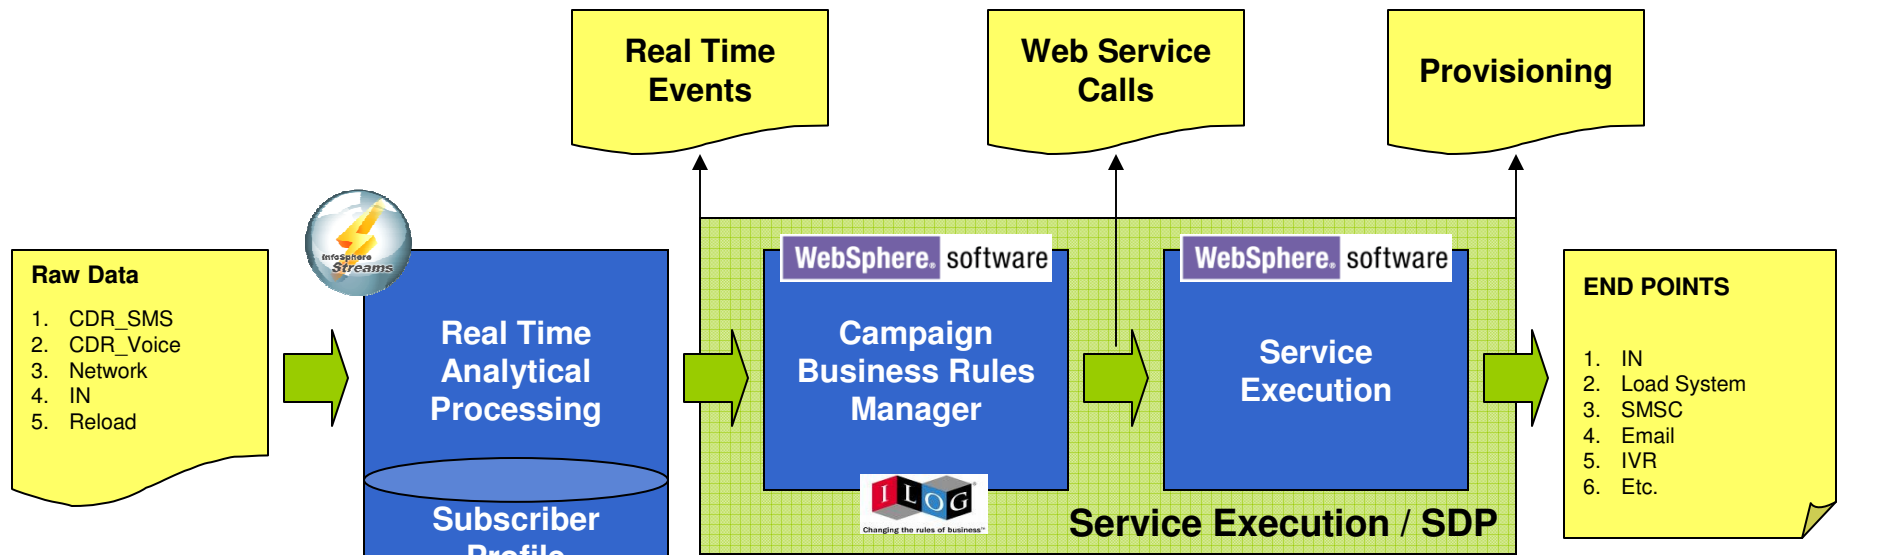 Real Time
Events
Web Service
Calls
Provisioning
InfoSphere
Streams
Raw Data
1. CDR_SMS
2. CDR_Voice
3. Network
4. IN
5. Reload
Real Time
Analytical
Processing
Subscriber
Profile
WebSphere. software
Campaign
Business Rules
Manager
ILOG
Changing the rules of business™
WebSphere. software
Service
Execution
Service Execution / SDP
END POINTS
1. IN
2. Load System
3. SMSC
4. Email
5. IVR
6. Etc.